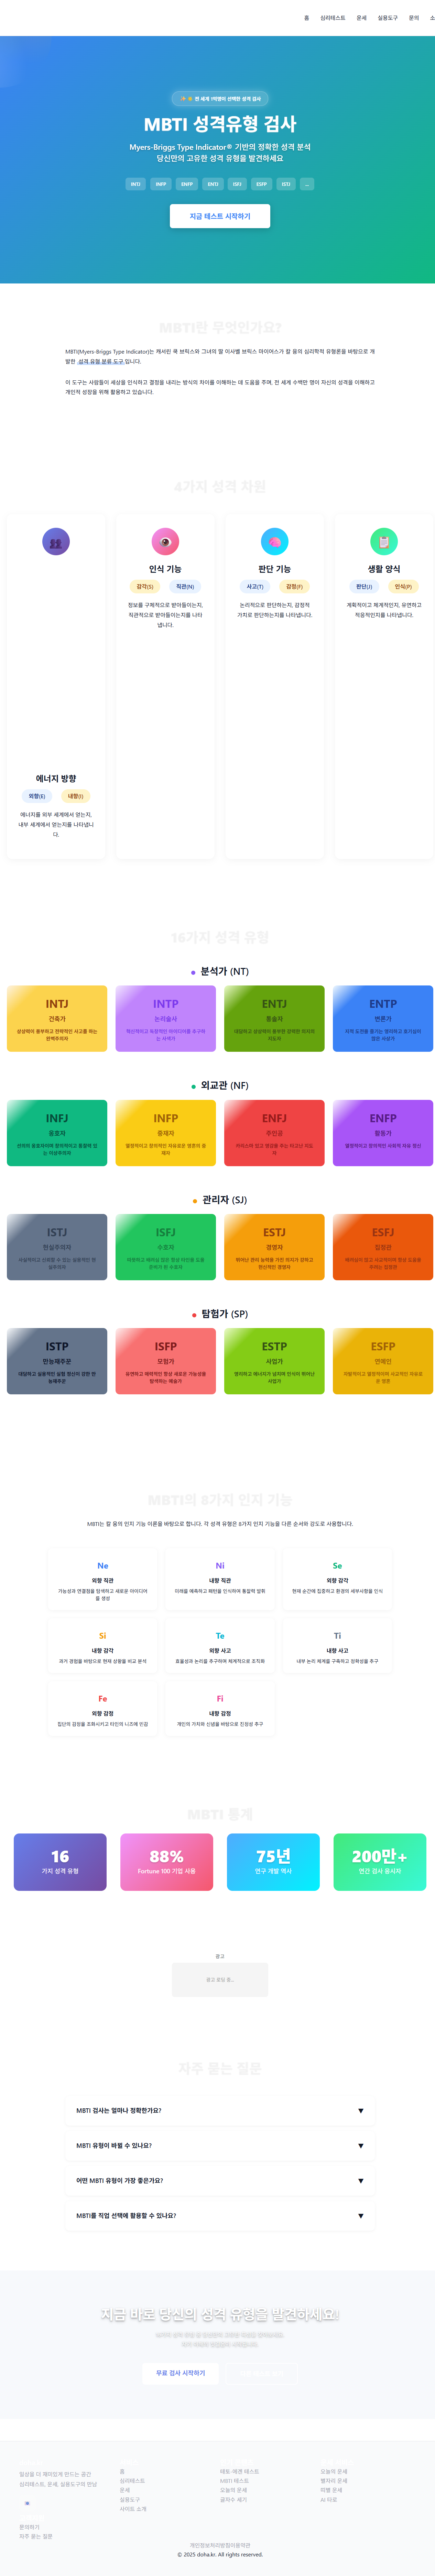 홈 심리테스트 운세 실용도구 문의 소
✨ 🌟 전 세계 1억명이 선택한 성격 검사
MBTI 성격유형 검사
Myers-Briggs Type Indicator® 기반의 정확한 성격 분석
당신만의 고유한 성격 유형을 발견하세요
INTJ INFP ENFP ENTJ ISFJ ESFP ISTJ ...
지금 테스트 시작하기
MBTI란 무엇인가요?
MBTI(Myers-Briggs Type Indicator)는 캐서린 쿡 브릭스와 그녀의 딸 이사벨 브릭스 마이어스가 칼 융의 심리학적 유형론을 바탕으로 개
발한 성격 유형 분류 도구입니다.
이 도구는 사람들이 세상을 인식하고 결정을 내리는 방식의 차이를 이해하는 데 도움을 주며, 전 세계 수백만 명이 자신의 성격을 이해하고
개인적 성장을 위해 활용하고 있습니다.
4가지 성격 차원
인식 기능
감각(S) 직관(N)
정보를 구체적으로 받아들이는지,
직관적으로 받아들이는지를 나타
냅니다.
판단 기능
사고(T) 감정(F)
논리적으로 판단하는지, 감정적
가치로 판단하는지를 나타냅니다.
생활 양식
판단(J) 인식(P)
계획적이고 체계적인지, 유연하고
적응적인지를 나타냅니다.
에너지 방향
외향(E) 내향(I)
에너지를 외부 세계에서 얻는지,
내부 세계에서 얻는지를 나타냅니
다.
16가지 성격 유형
분석가 (NT)
INTJ
건축가
상상력이 풍부하고 전략적인 사고를 하는
완벽주의자
INTP
논리술사
혁신적이고 독창적인 아이디어를 추구하
는 사색가
ENTJ
통솔자
대담하고 상상력이 풍부한 강력한 의지의
지도자
ENTP
변론가
지적 도전을 즐기는 영리하고 호기심이
많은 사상가
외교관 (NF)
INFJ
옹호자
선의의 옹호자이며 창의적이고 통찰력 있
는 이상주의자
INFP
중재자
열정적이고 창의적인 자유로운 영혼의 중
재자
ENFJ
주인공
카리스마 있고 영감을 주는 타고난 지도
자
ENFP
활동가
열정적이고 창의적인 사회적 자유 정신
관리자 (SJ)
ISTJ
현실주의자
사실적이고 신뢰할 수 있는 실용적인 현
실주의자
ISFJ
수호자
따뜻하고 배려심 많은 항상 타인을 도울
준비가 된 수호자
ESTJ
경영자
뛰어난 관리 능력을 가진 의지가 강하고
헌신적인 경영자
ESFJ
집정관
배려심이 많고 사교적이며 항상 도움을
주려는 집정관
탐험가 (SP)
ISTP
만능재주꾼
대담하고 실용적인 실험 정신이 강한 만
능재주꾼
ISFP
모험가
유연하고 매력적인 항상 새로운 가능성을
탐색하는 예술가
ESTP
사업가
영리하고 에너지가 넘치며 인식이 뛰어난
사업가
ESFP
연예인
자발적이고 열정적이며 사교적인 자유로
운 영혼
MBTI의 8가지 인지 기능
MBTI는 칼 융의 인지 기능 이론을 바탕으로 합니다. 각 성격 유형은 8가지 인지 기능을 다른 순서와 강도로 사용합니다.
Ne
외향 직관
가능성과 연결점을 탐색하고 새로운 아이디어
를 생성
Ni
내향 직관
미래를 예측하고 패턴을 인식하여 통찰력 발휘
Se
외향 감각
현재 순간에 집중하고 환경의 세부사항을 인식
Si
내향 감각
과거 경험을 바탕으로 현재 상황을 비교 분석
Te
외향 사고
효율성과 논리를 추구하며 체계적으로 조직화
Ti
내향 사고
내부 논리 체계를 구축하고 정확성을 추구
Fe
외향 감정
집단의 감정을 조화시키고 타인의 니즈에 민감
Fi
내향 감정
개인의 가치와 신념을 바탕으로 진정성 추구
MBTI 통계
16
가지 성격 유형
88%
Fortune 100 기업 사용
75년
연구 개발 역사
200만+
연간 검사 응시자
광고
광고 로딩 중...
자주 묻는 질문
MBTI 검사는 얼마나 정확한가요? ▼
MBTI 유형이 바뀔 수 있나요? ▼
어떤 MBTI 유형이 가장 좋은가요? ▼
MBTI를 직업 선택에 활용할 수 있나요? ▼
지금 바로 당신의 성격 유형을 발견하세요!
무료 검사 시작하기
일상을 더 재미있게 만드는 공간
심리테스트, 운세, 실용도구의 만남
문의하기
자주 묻는 질문
홈
심리테스트
운세
실용도구
사이트 소개
테토-에겐 테스트
MBTI 테스트
오늘의 운세
글자수 세기
오늘의 운세
별자리 운세
띠별 운세
AI 타로
개인정보처리방침이용약관
© 2025 doha.kr. All rights reserved.